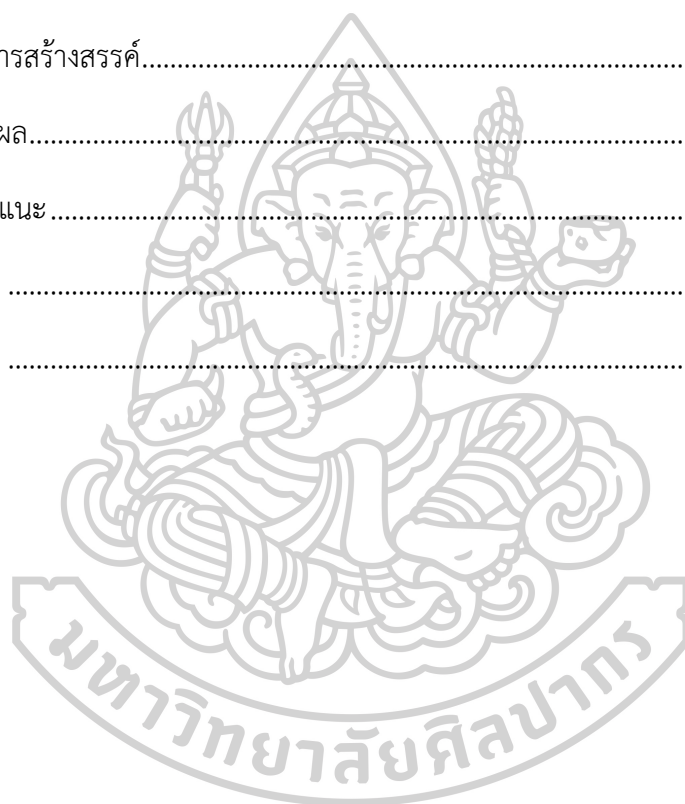 ารสร้างสรรค์........................................................................................
ผล........................................................................................................
แนะ.....................................................................................................
...........................................................................................................
...........................................................................................................
มหาวิทยาลัยศิลปากร